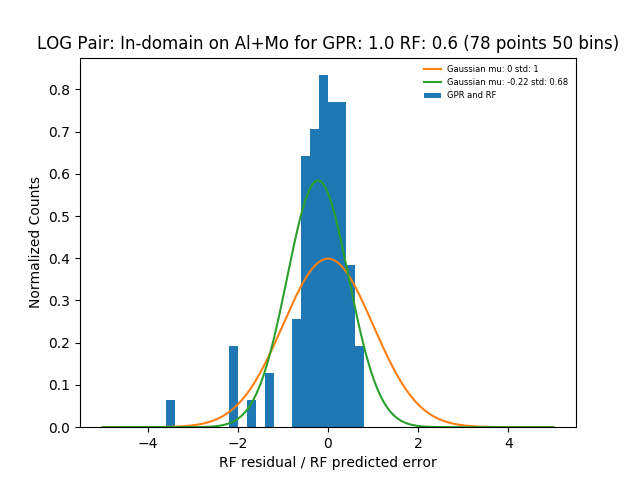 LOG Pair: In-domain on Al+Mo for GPR: 1.0 RF: 0.6 (78 points 50 bins)
Gaussian mu: 0 std: 1
Gaussian mu: -0.22 std: 0.68
GPR and RF
Normalized Counts
0.8
0.7
0.6
0.5
0.4
0.3
0.2
0.1
0.0
−4 −2 0 2 4
RF residual / RF predicted error